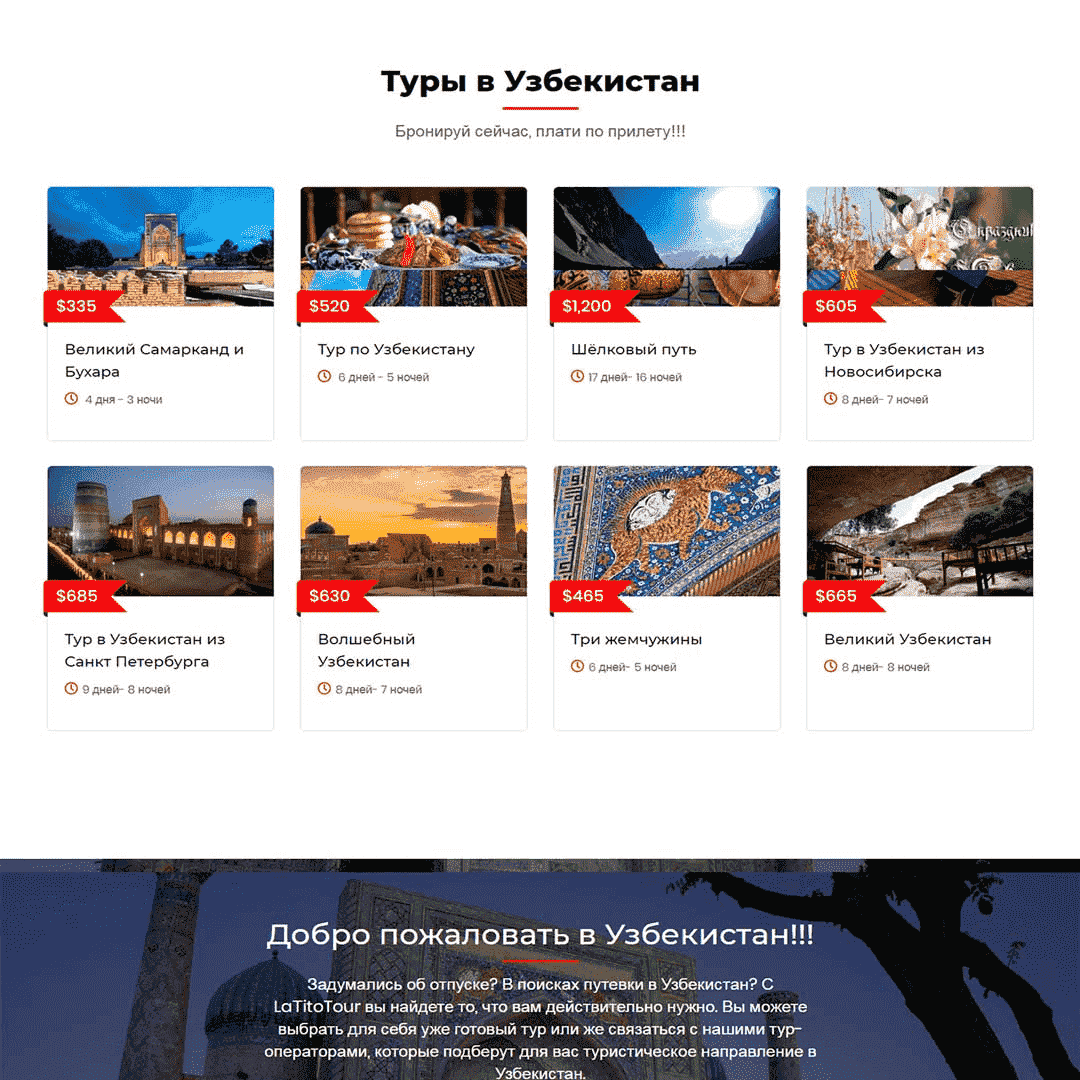 Туры в Узбекистан
Бронируй сейчас, плати по прилету!!!
$335
Великий Самарканд и
Бухара
4 дня - 3 ночи
$520
Тур по Узбекистану
6 дней - 5 ночей
$1,200
Шёлковый путь
17 дней- 16 ночей
$605
Тур в Узбекистан из
Новосибирска
8 дней- 7 ночей
$685
Тур в Узбекистан из
Санкт Петербурга
9 дней- 8 ночей
$630
Волшебный
Узбекистан
8 дней- 7 ночей
$465
Три жемчужины
6 дней- 5 ночей
$665
Великий Узбекистан
8 дней- 8 ночей
Добро пожаловать в Узбекистан!!!
Задумались об отпуске? В поисках путевки в Узбекистан? С
LaTitoTour вы найдете то, что вам действительно нужно. Вы можете
выбрать для себя уже готовый тур или же связаться с нашими тур-
операторами, которые подберут для вас туристическое направление в
Узбекистан.